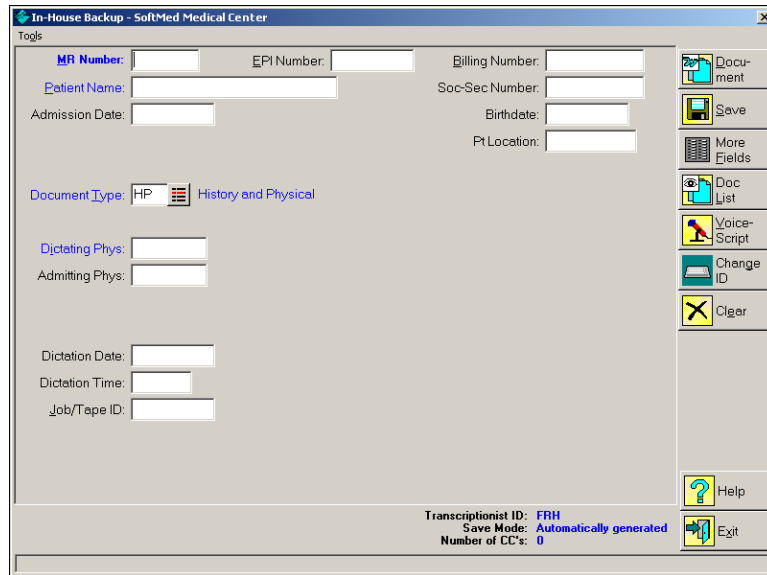 In-House Backup - SoftMed Medical Center
Tools
MR Number: EPI Number: Billing Number:
Patient Name: Soc-Sec Number:
Admission Date: Birthdate:
Pt Location:
Document Type: HP History and Physical
Dictating Phys:
Admitting Phys:
Dictation Date:
Dictation Time:
Job/Tape ID:
Docu-
ment
Save
More
Fields
Doc
List
Voice-
Script
Change
ID
Clear
Help
Exit
Transcriptionist ID: FRH
Save Mode: Automatically generated
Number of CC's: 0